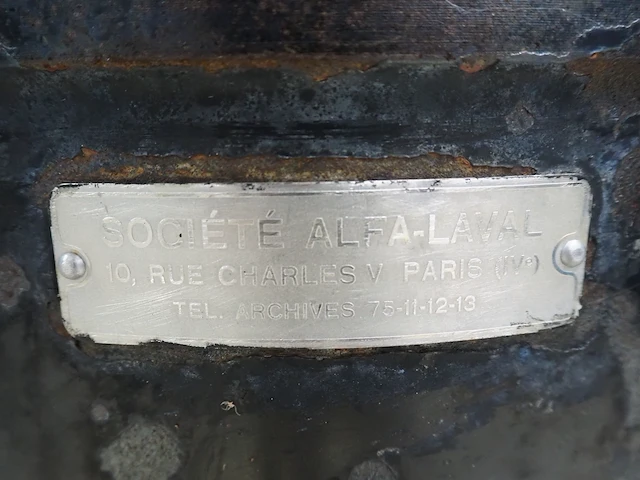 SOCIÉTÉ ALFA-LAVAL
10, RUE CHARLES V PARIS (IVe)
TEL. ARCHIVES 75-11-12-13